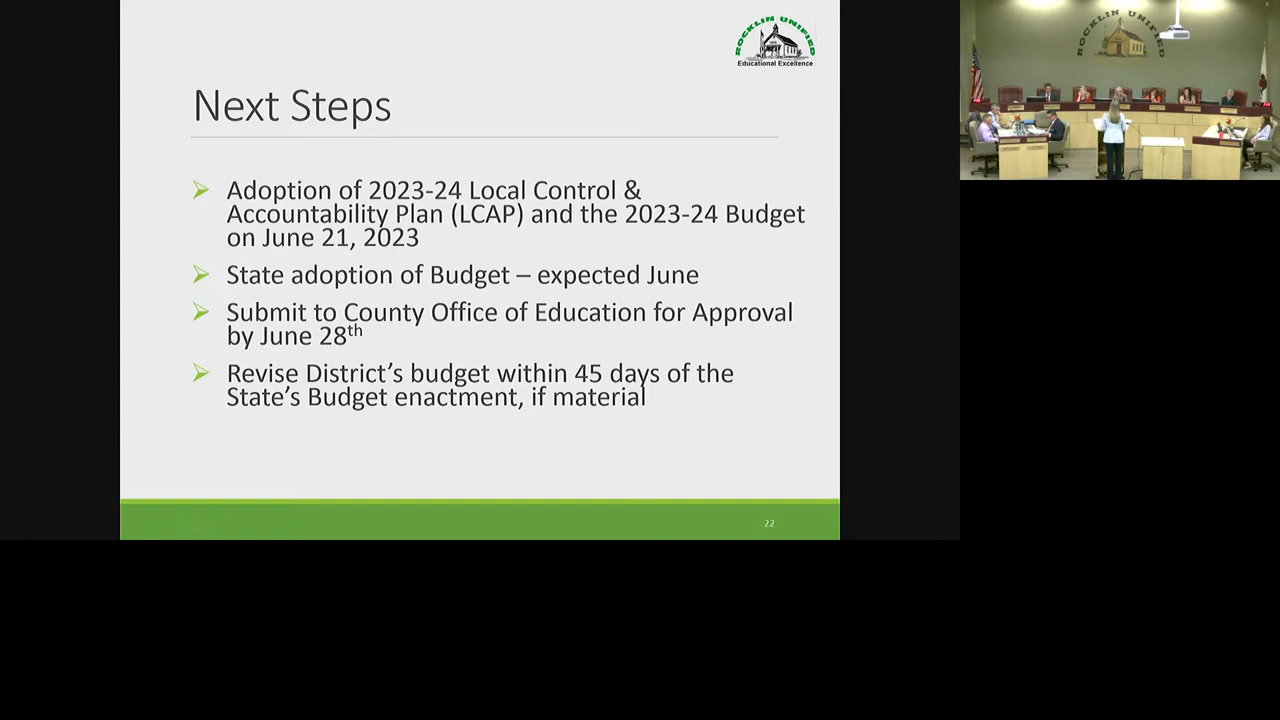 ROCKLIN UNIFIED
Educational Excellence
Next Steps
Adoption of 2023-24 Local Control &
Accountability Plan (LCAP) and the 2023-24 Budget
on June 21, 2023
State adoption of Budget – expected June
Submit to County Office of Education for Approval
by June 28th
Revise District’s budget within 45 days of the
State’s Budget enactment, if material
22
ROCKLIN UNIFIED